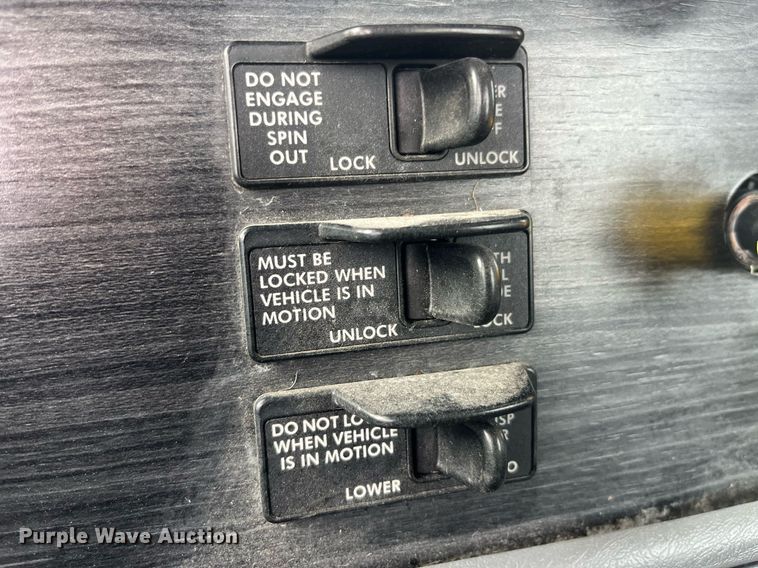 DO NOT
ENGAGE
DURING
SPIN
OUT
LOCK
UNLOCK
MUST BE
LOCKED WHEN
VEHICLE IS IN
MOTION
UNLOCK
LOCK
DO NOT
WHEN VEHICLE
IS IN MOTION
LOWER
Purple Wave Auction